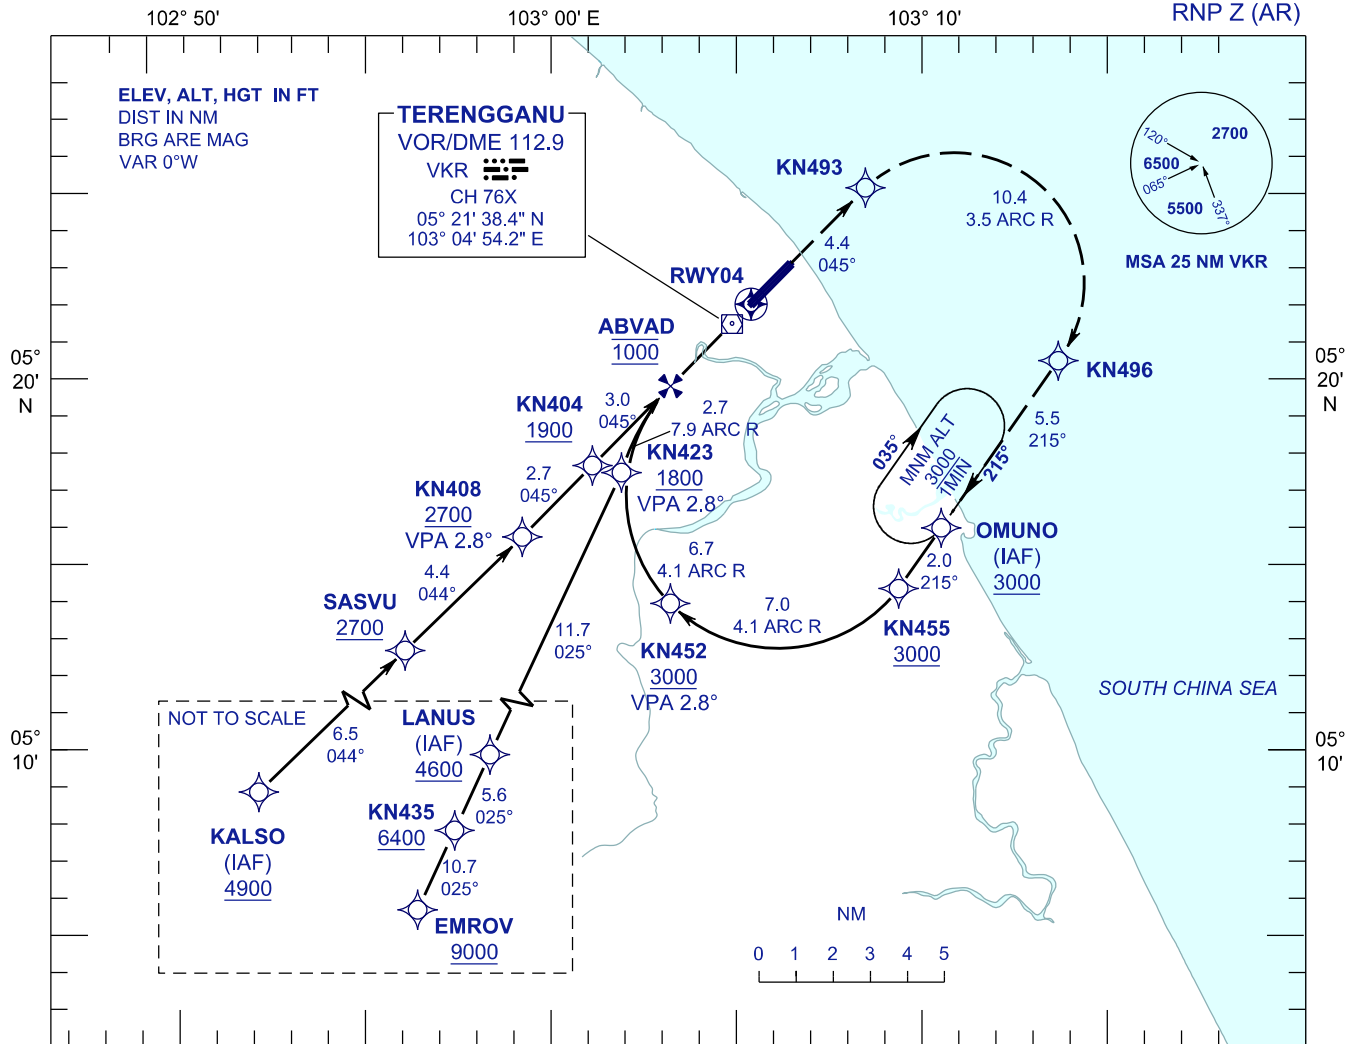 102° 50'
103° 00' E
103° 10'
RNP Z (AR)
ELEV, ALT, HGT IN FT
DIST IN NM
BRG ARE MAG
VAR 0°W
TERENGGANU
VOR/DME 112.9
VKR
CH 76X
05° 21' 38.4" N
103° 04' 54.2" E
KN493
10.4
3.5 ARC R
4.4
045°
120°
2700
6500
065°
5500
337°
MSA 25 NM VKR
RWY04
ABVAD
1000
05°
20'
N
05°
20'
N
KN496
5.5
215°
KN404
1900
3.0
045°
2.7
7.9 ARC R
KN423
1800
VPA 2.8°
035°
MNM ALT
3000
1MIN
215°
KN408
2700
VPA 2.8°
2.7
045°
OMUNO
(IAF)
3000
2.0
215°
6.7
4.1 ARC R
4.4
044°
SASVU
2700
7.0
4.1 ARC R
KN455
3000
KN452
3000
VPA 2.8°
11.7
025°
SOUTH CHINA SEA
NOT TO SCALE
6.5
044°
LANUS
(IAF)
4600
05°
10'
05°
10'
5.6
025°
KN435
6400
KALSO
(IAF)
4900
10.7
025°
EMROV
9000
NM
0 1 2 3 4 5